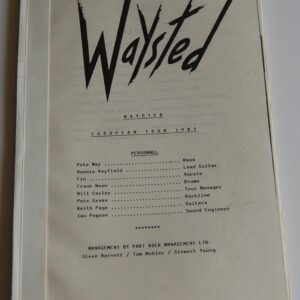 Waysted
WAYSTED
EUROPEAN TOUR 1983
PERSONNEL
Pete Way .................. Bass
Ronnie Kayfield ............ Lead Guitar
Fin ........................ Vocals
Frank Noon ................. Drums
Bill Cayley ................ Tour Manager
Pete Grose ................. Backline
Keith Page ................. Guitars
Ian Pogson ................. Sound Engineer
********
MANAGEMENT BY PART ROCK MANAGEMENT LTD
Steve Barnett / Tom Mohler / Stewart Young